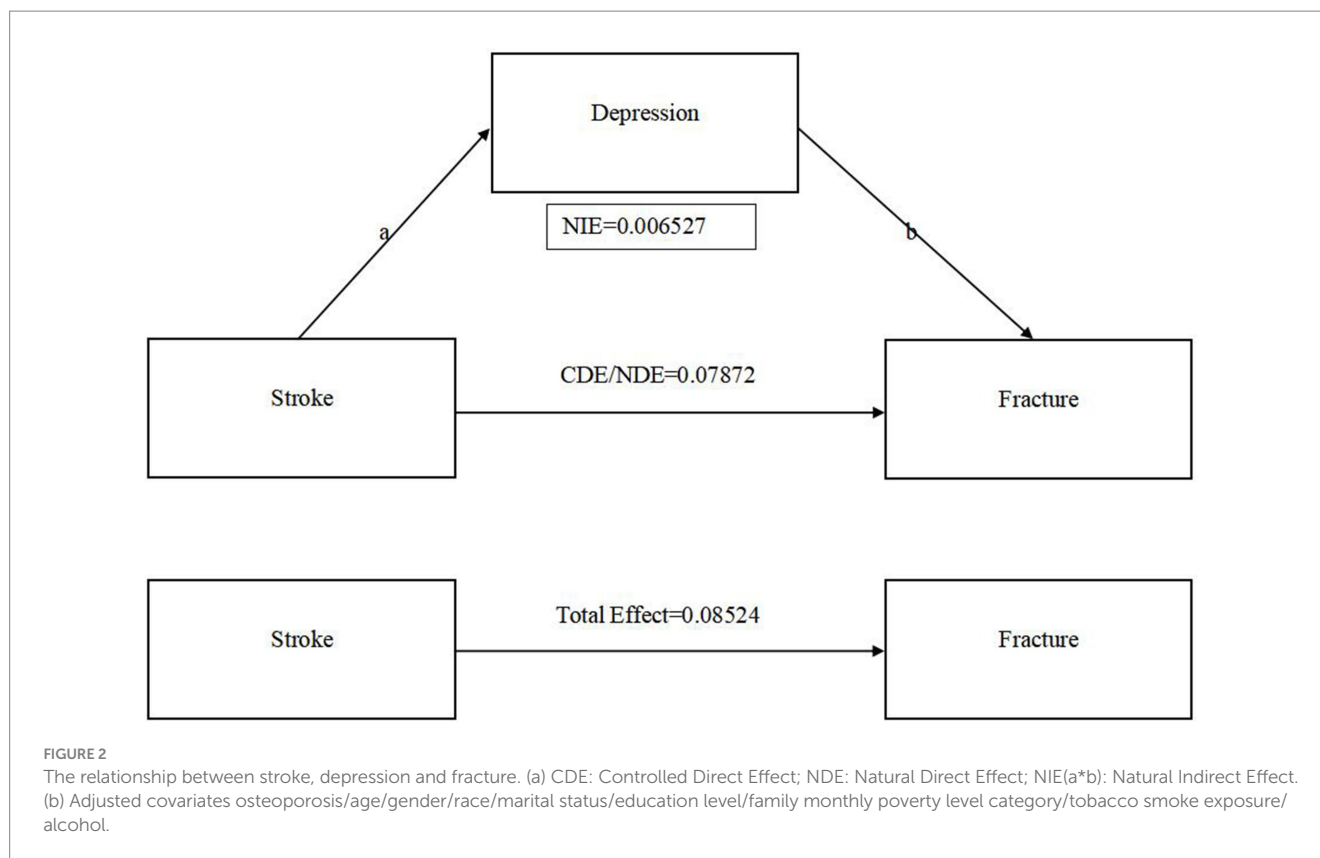 Depression
NIE=0.006527
a
b
CDE/NDE=0.07872
Stroke
Fracture
Total Effect=0.08524
Stroke
Fracture
FIGURE 2
The relationship between stroke, depression and fracture. (a) CDE: Controlled Direct Effect; NDE: Natural Direct Effect; NIE(a*b): Natural Indirect Effect.
(b) Adjusted covariates osteoporosis/age/gender/race/marital status/education level/family monthly poverty level category/tobacco smoke exposure/
alcohol.